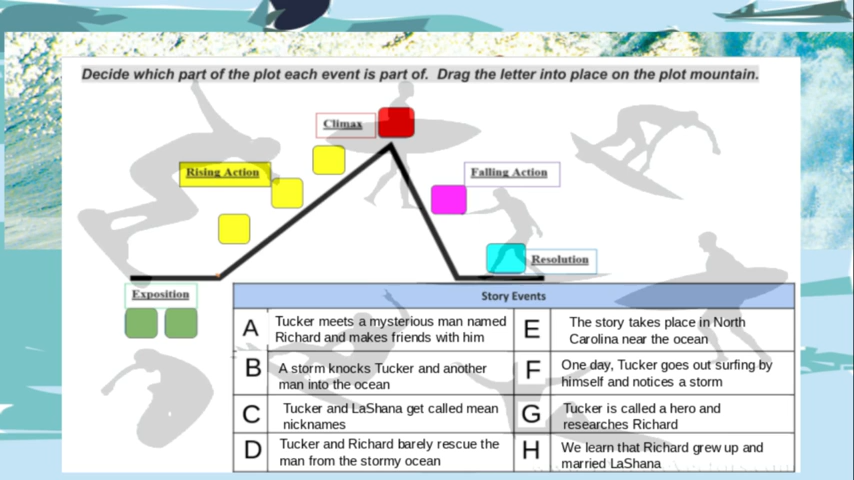 Decide which part of the plot each event is part of. Drag the letter into place on the plot mountain.
Climax
Rising Action
Falling Action
Resolution
Exposition
Story Events
A
Tucker meets a mysterious man named
Richard and makes friends with him
E
The story takes place in North
Carolina near the ocean
B
A storm knocks Tucker and another
man into the ocean
F
One day, Tucker goes out surfing by
himself and notices a storm
C
Tucker and LaShana get called mean
nicknames
G
Tucker is called a hero and
researches Richard
D
Tucker and Richard barely rescue the
man from the stormy ocean
H
We learn that Richard grew up and
married LaShana